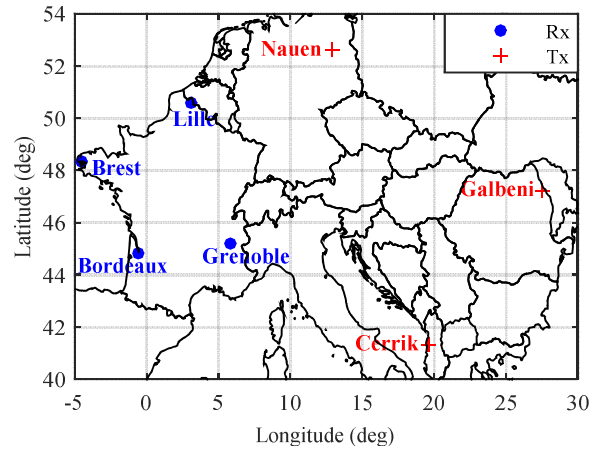 54
52
50
48
46
44
42
40
Latitude (deg)
Rx
Tx
Nauen
Lille
Brest
Galbeni
Grenoble
Bordeaux
Cerrik
-5
0
5
10
15
20
25
30
Longitude (deg)